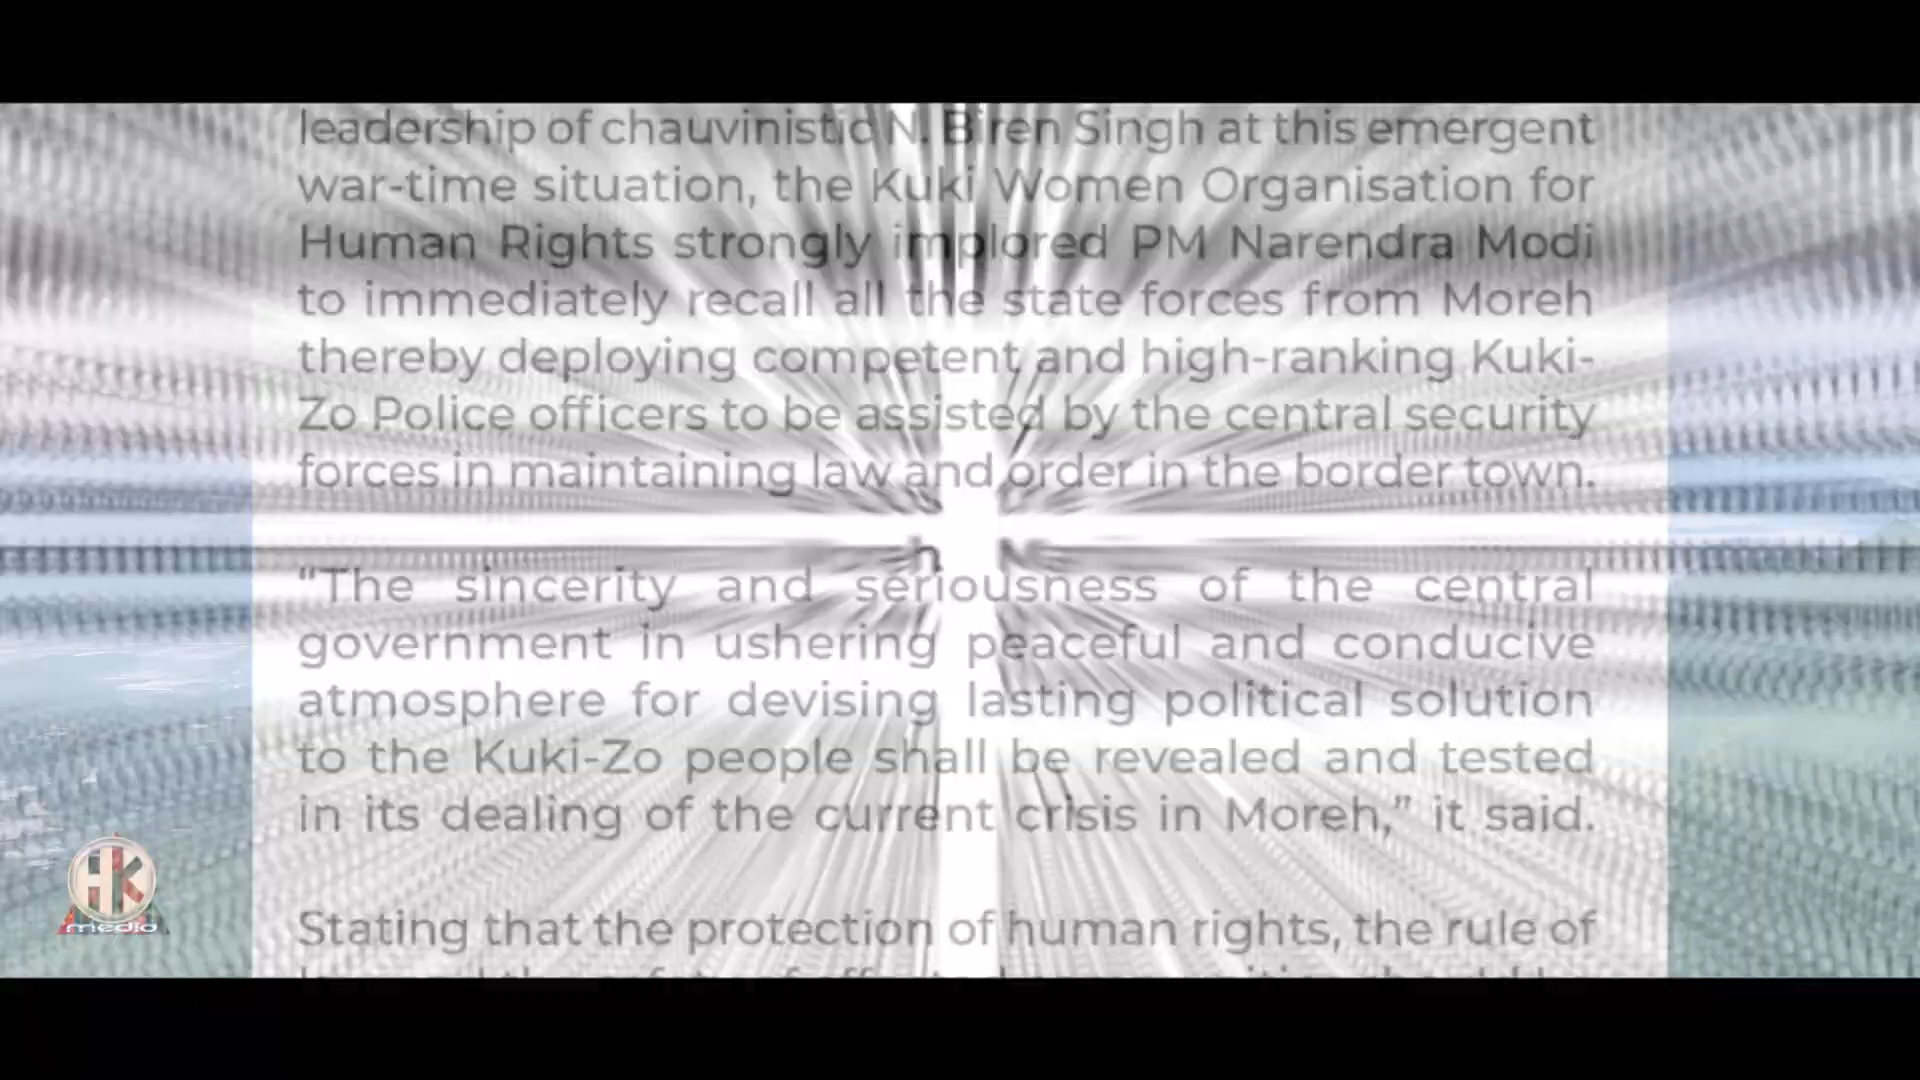 leadership of chauvinistic N. Biren Singh at this emergent
war-time situation, the Kuki Women Organisation for
Human Rights strongly implored PM Narendra Modi
to immediately recall all the state forces from Moreh
thereby deploying competent and high-ranking Kuki-
Zo Police officers to be assisted by the central security
forces in maintaining law and order in the border town.
“The sincerity and seriousness of the central
government in ushering peaceful and conducive
atmosphere for devising lasting political solution
to the Kuki-Zo people shall be revealed and tested
in its dealing of the current crisis in Moreh,” it said.
Stating that the protection of human rights, the rule of
HK
media